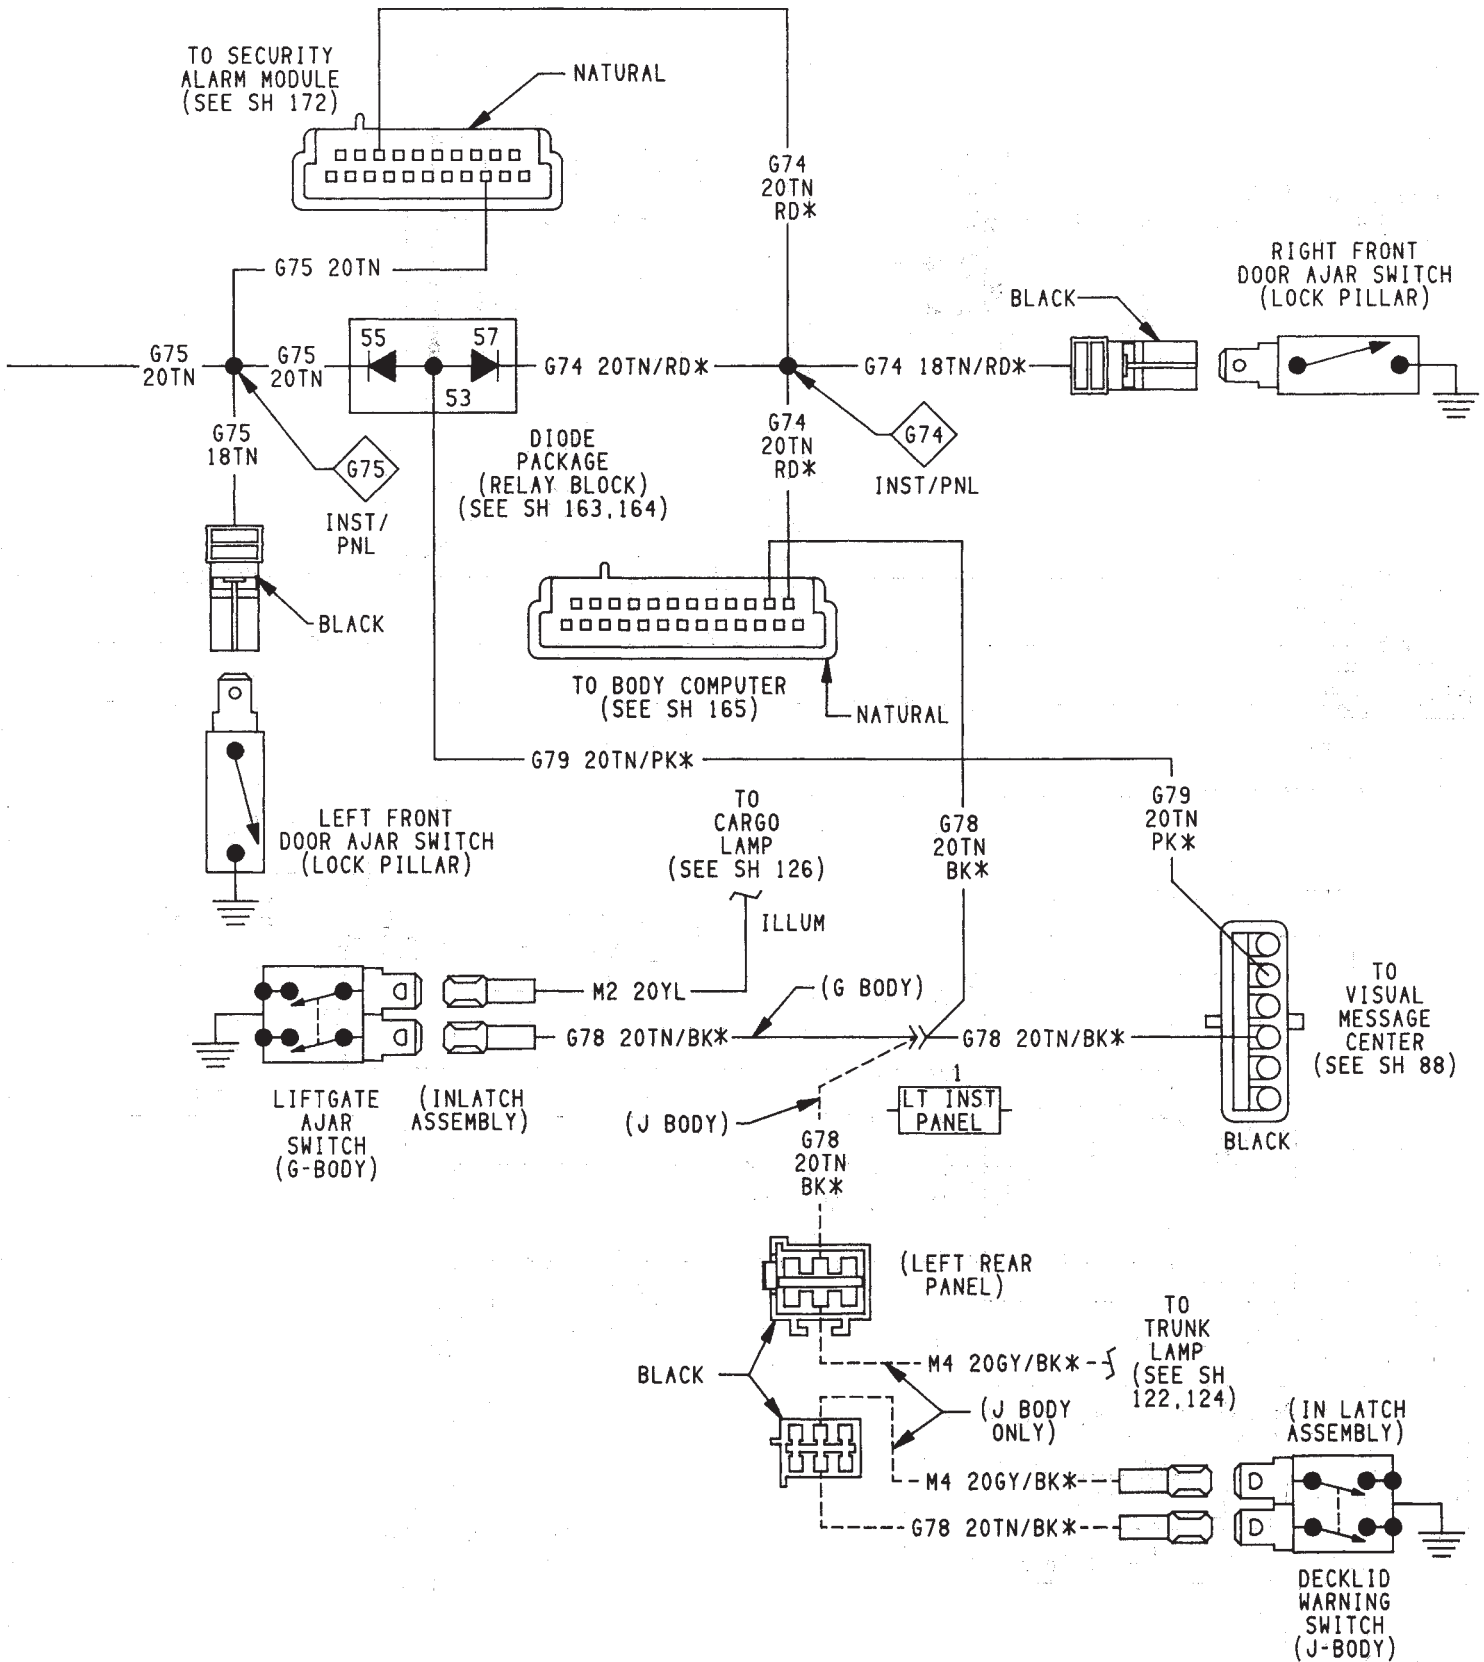 TO SECURITY
ALARM MODULE
(SEE SH 172)
NATURAL
G74
20TN
RD*
G75 20TN
RIGHT FRONT
DOOR AJAR SWITCH
(LOCK PILLAR)
BLACK
G75
20TN
G75
20TN
55
57
53
G74 20TN/RD*
G74 18TN/RD*
G75
18TN
G75
INST/
PNL
DIODE
PACKAGE
(RELAY BLOCK)
(SEE SH 163,164)
G74
20TN
RD*
G74
INST/PNL
BLACK
TO BODY COMPUTER
(SEE SH 165)
NATURAL
G79 20TN/PK*
LEFT FRONT
DOOR AJAR SWITCH
(LOCK PILLAR)
TO
CARGO
LAMP
(SEE SH 126)
ILLUM
G78
20TN
BK*
G79
20TN
PK*
M2 20YL
(G BODY)
G78 20TN/BK*
G78 20TN/BK*
TO
VISUAL
MESSAGE
CENTER
(SEE SH 88)
BLACK
LIFTGATE
AJAR
SWITCH
(G-BODY)
(INLATCH
ASSEMBLY)
(J BODY)
1
LT INST
PANEL
G78
20TN
BK*
(LEFT REAR
PANEL)
BLACK
M4 20GY/BK*
TO
TRUNK
LAMP
(SEE SH
122,124)
(J BODY
ONLY)
(IN LATCH
ASSEMBLY)
M4 20GY/BK*
G78 20TN/BK*
DECKLID
WARNING
SWITCH
(J-BODY)